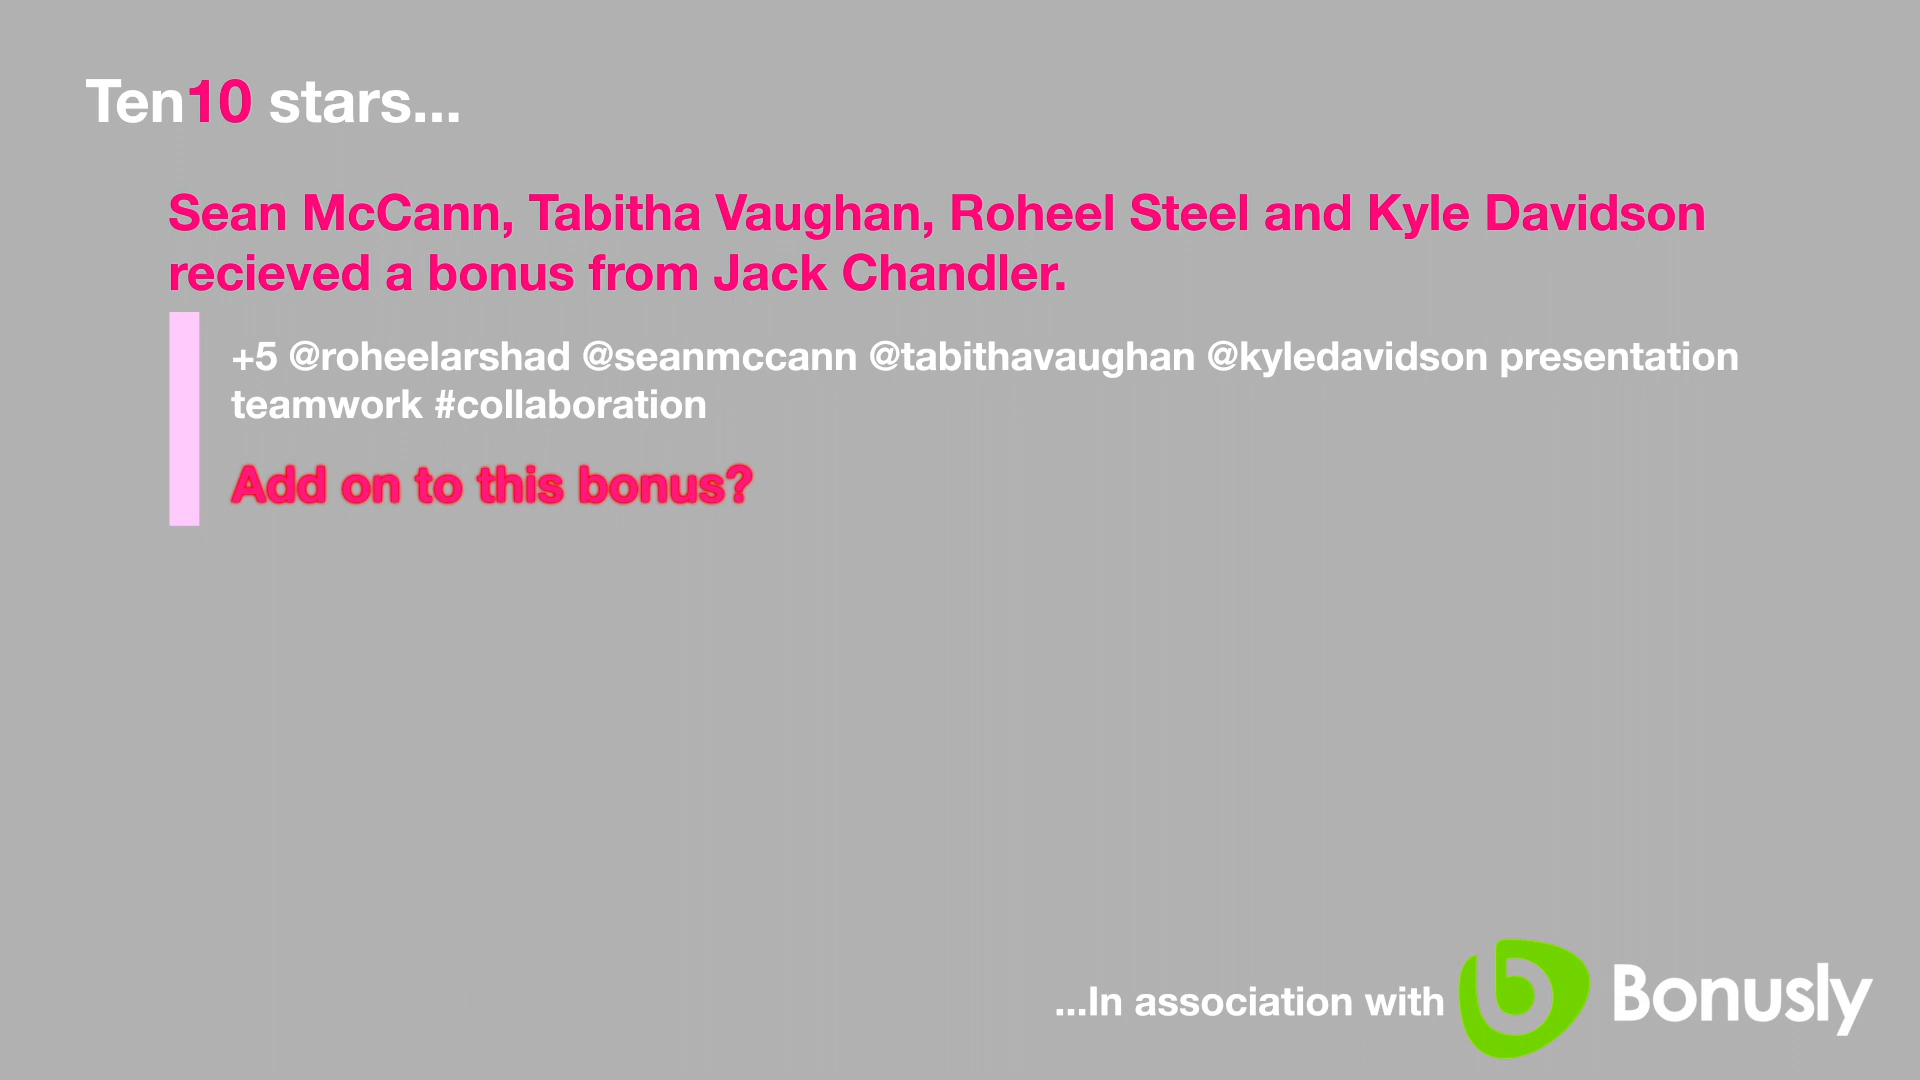 Ten10 stars...
Sean McCann, Tabitha Vaughan, Roheel Steel and Kyle Davidson
recieved a bonus from Jack Chandler.
+5 @roheelarshad @seanmccann @tabithavaughan @kyledavidson presentation
teamwork #collaboration
Add on to this bonus?
...In association with Bonusly